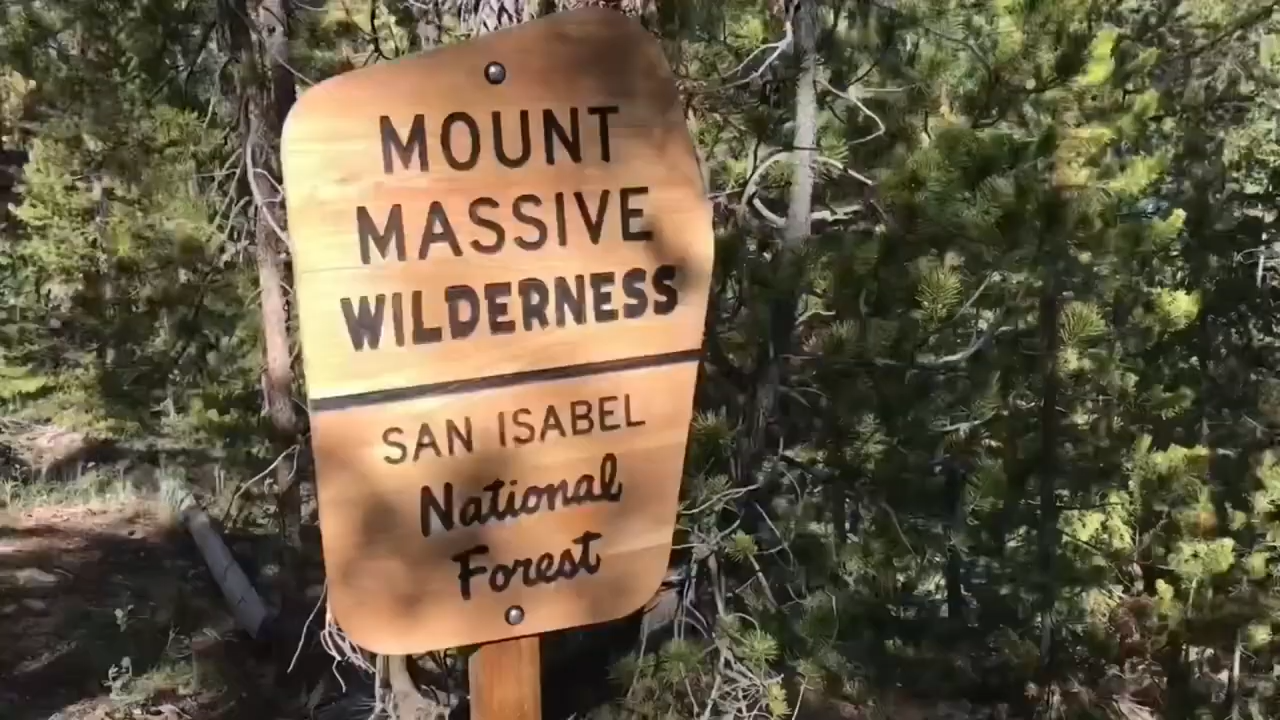 MOUNT
MASSIVE
WILDERNESS
SAN ISABEL
National
Forest